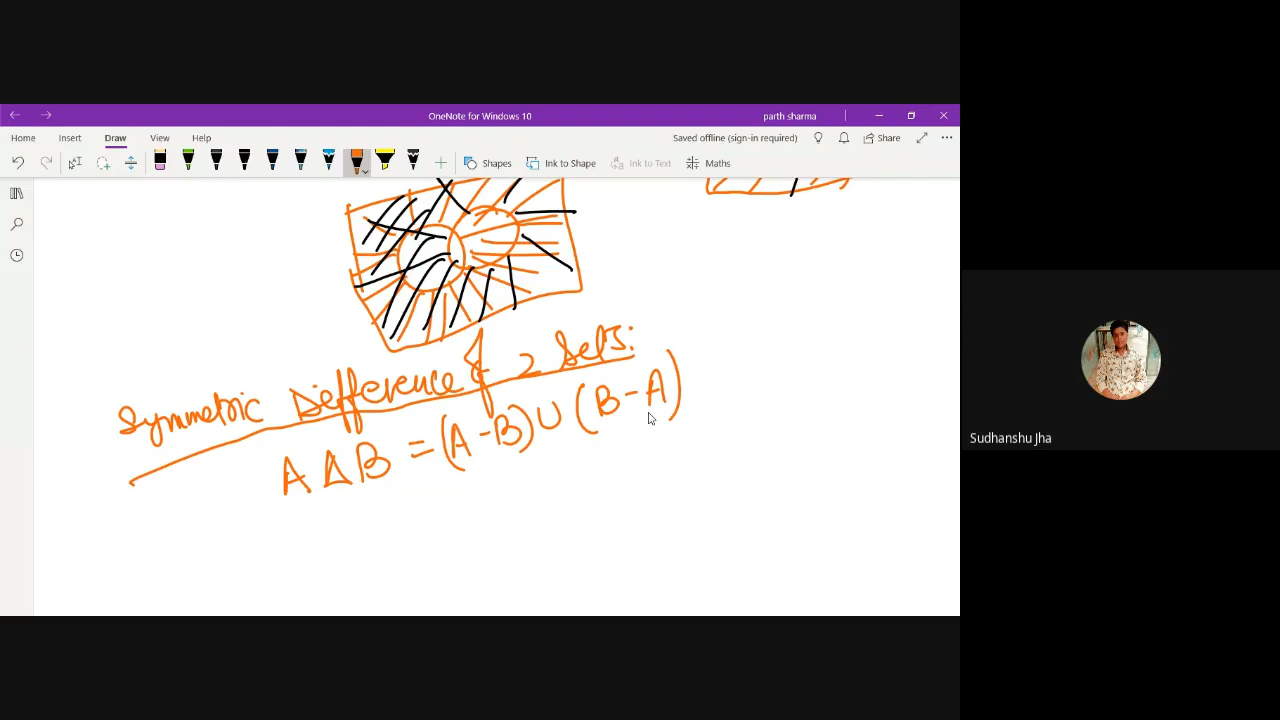 OneNote for Windows 10
parth sharma
Home Insert Draw View Help
Saved offline (sign-in required)
Share
Shapes Ink to Shape Ink to Text Maths
Symmetric Difference of 2 Sets:
A Δ B = (A - B) ∪ (B - A)
Sudhanshu Jha